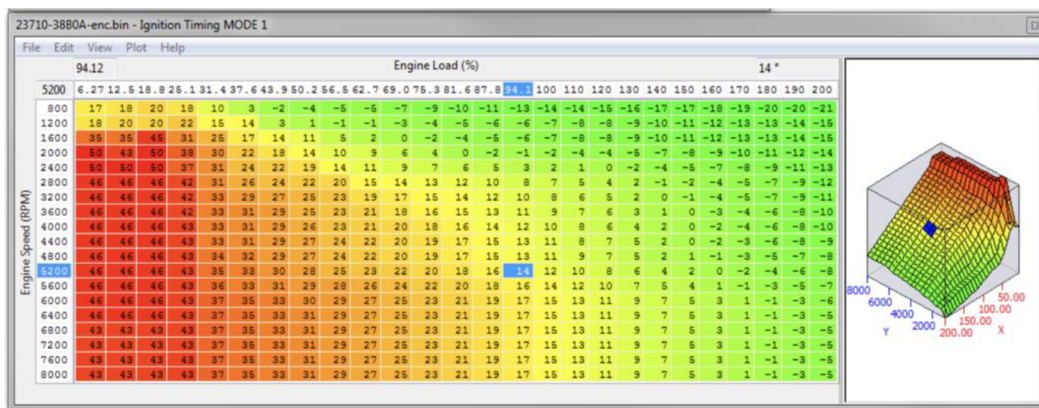 23710-38B0A-enc.bin - Ignition Timing MODE 1
File Edit View Plot Help
94.12 Engine Load (%) 14 °
5200 6.27 12.5 18.8 25.1 31.4 37.6 43.9 50.2 56.5 62.7 69.0 75.3 81.6 87.8 94.1 100 110 120 130 140 150 160 170 180 190 200
800 17 18 20 18 10 3 -2 -4 -5 -5 -7 -9 -10 -11 -13 -14 -14 -15 -16 -17 -17 -18 -19 -20 -20 -21
1200 18 20 20 22 15 14 3 1 -1 -1 -3 -4 -5 -6 -6 -7 -8 -8 -9 -10 -11 -12 -13 -13 -14 -15
1600 35 35 45 31 25 17 14 11 5 2 0 -2 -4 -5 -6 -7 -8 -8 -9 -10 -11 -12 -13 -13 -14 -15
2000 50 43 50 38 30 22 18 14 10 9 6 4 0 -2 -1 -2 -4 -4 -5 -7 -8 -9 -10 -11 -12 -14
2400 50 50 50 37 31 24 22 19 14 11 9 7 6 5 3 2 1 0 -2 -4 -5 -7 -8 -9 -11 -13
2800 46 46 46 42 31 26 24 22 20 15 14 13 12 10 8 7 5 4 2 -1 -2 -4 -5 -7 -9 -12
3200 46 46 46 42 33 29 27 25 23 19 17 15 14 12 10 8 6 5 2 0 -1 -4 -5 -7 -9 -11
3600 46 46 46 42 33 31 29 25 23 21 18 16 15 13 11 9 7 6 3 1 0 -3 -4 -6 -8 -10
4000 46 46 46 43 33 31 29 26 23 21 20 18 16 14 12 10 8 6 4 2 0 -2 -4 -6 -8 -10
4400 46 46 46 43 33 31 29 27 24 22 20 19 17 15 13 11 8 7 5 2 0 -2 -3 -6 -8 -9
4800 46 46 46 43 34 32 29 27 24 22 20 19 17 15 13 11 9 7 5 2 1 -1 -3 -5 -7 -8
5200 46 46 46 43 35 33 30 28 25 23 22 20 18 16 14 12 10 8 6 4 2 0 -2 -4 -6 -8
5600 46 46 46 43 36 33 31 29 28 26 24 22 20 18 16 14 12 10 7 5 4 1 -1 -3 -5 -7
6000 46 46 46 43 37 35 33 30 29 27 25 23 21 19 17 15 13 11 9 7 5 3 1 -1 -3 -6
6400 46 46 46 43 37 35 33 31 29 27 25 23 21 19 17 15 13 11 9 7 5 3 1 -1 -3 -5
6800 43 43 43 43 37 35 33 31 29 27 25 23 21 19 17 15 13 11 9 7 5 3 1 -1 -3 -5
7200 43 43 43 43 37 35 33 31 29 27 25 23 21 19 17 15 13 11 9 7 5 3 1 -1 -3 -5
7600 43 43 43 43 37 35 33 31 29 27 25 23 21 19 17 15 13 11 9 7 5 3 1 -1 -3 -5
8000 43 43 43 43 37 35 33 31 29 27 25 23 21 19 17 15 13 11 9 7 5 3 1 -1 -3 -5
Engine Speed (RPM)
8000 6000 4000 2000
Y
50.00 100.00 150.00 200.00
X